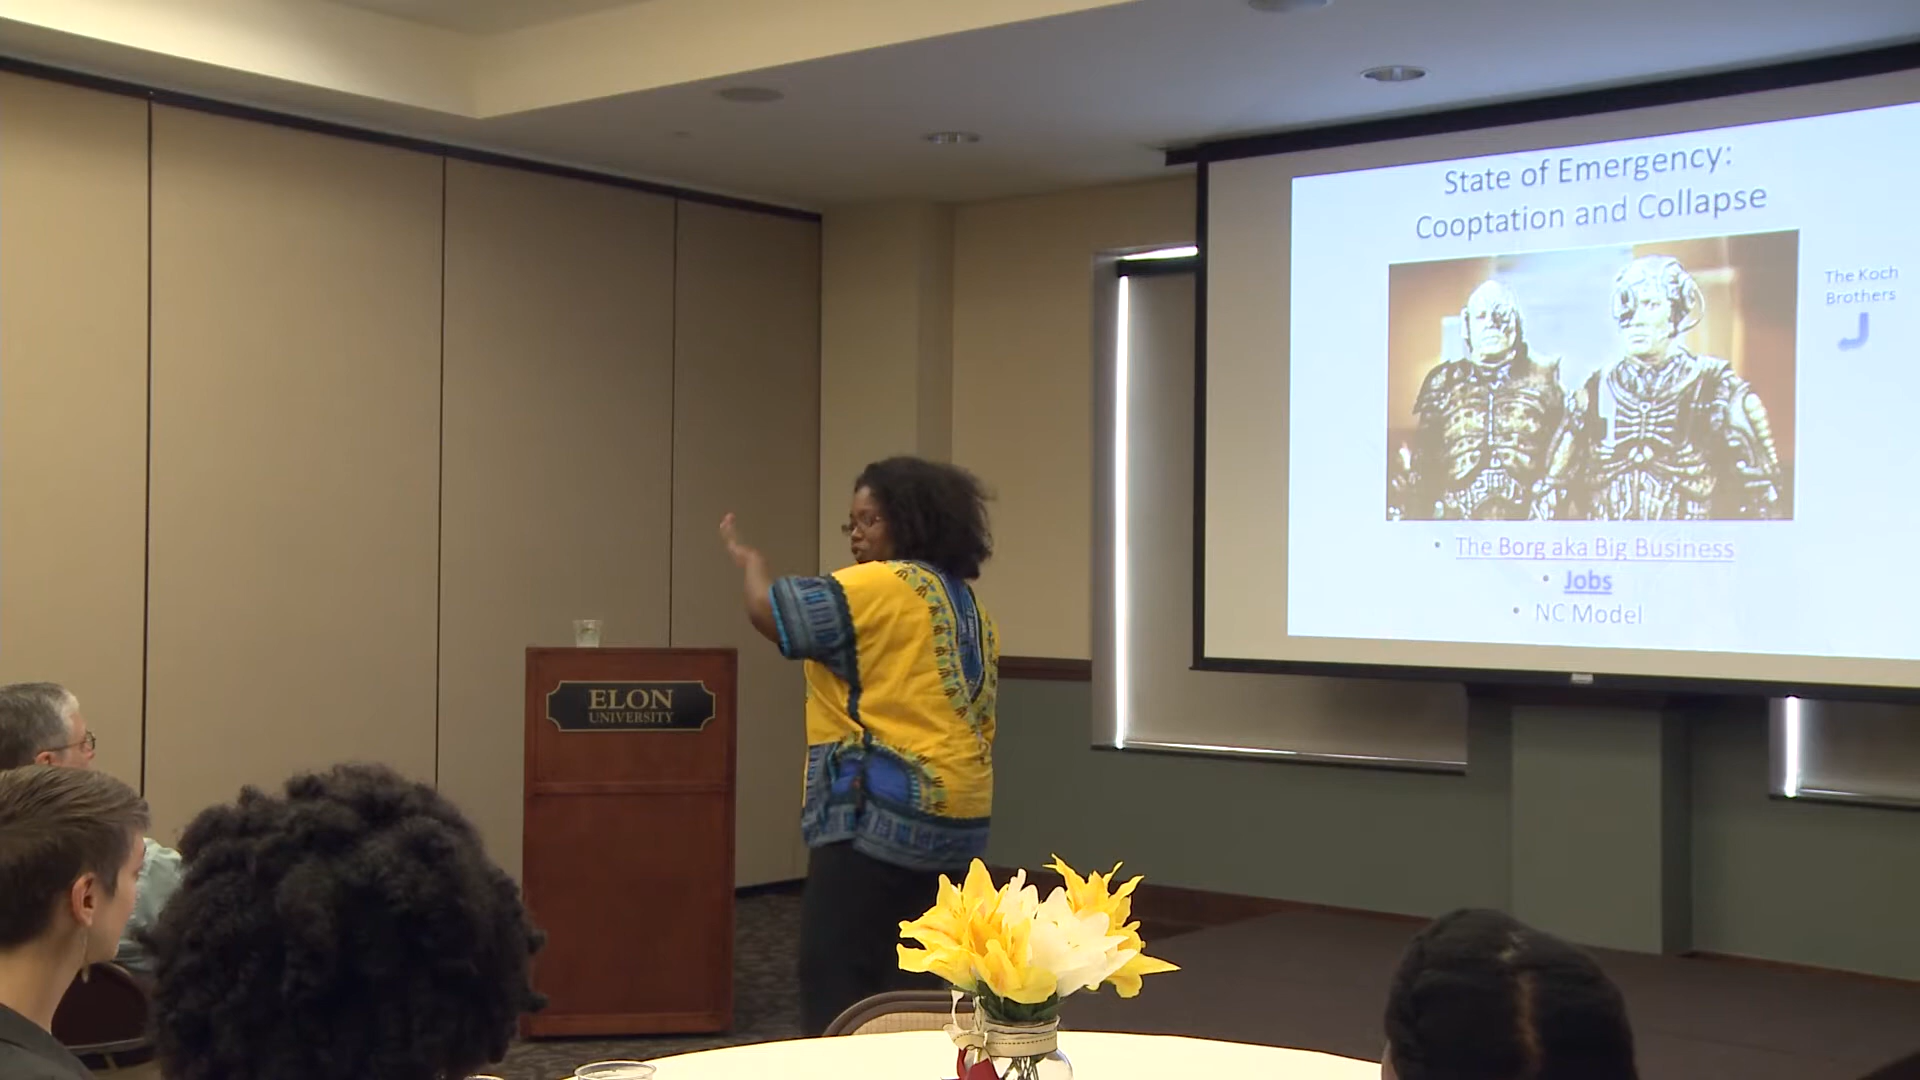 ELON
UNIVERSITY
State of Emergency:
Cooptation and Collapse
The Koch
Brothers
• The Borg aka Big Business
• Jobs
• NC Model